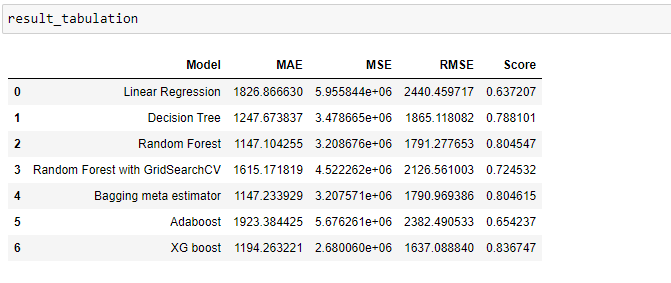 result_tabulation
Model MAE MSE RMSE Score
0 Linear Regression 1826.866630 5.955844e+06 2440.459717 0.637207
1 Decision Tree 1247.673837 3.478665e+06 1865.118082 0.788101
2 Random Forest 1147.104255 3.208676e+06 1791.277653 0.804547
3 Random Forest with GridSearchCV 1615.171819 4.522262e+06 2126.561003 0.724532
4 Bagging meta estimator 1147.233929 3.207571e+06 1790.969386 0.804615
5 Adaboost 1923.384425 5.676261e+06 2382.490533 0.654237
6 XG boost 1194.263221 2.680060e+06 1637.088840 0.836747